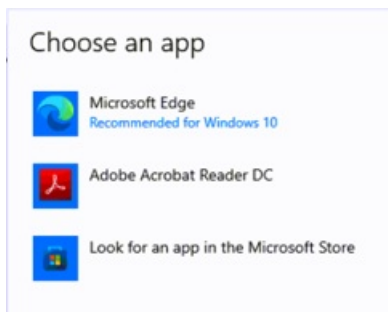 Choose an app
Microsoft Edge
Recommended for Windows 10
Adobe Acrobat Reader DC
Look for an app in the Microsoft Store